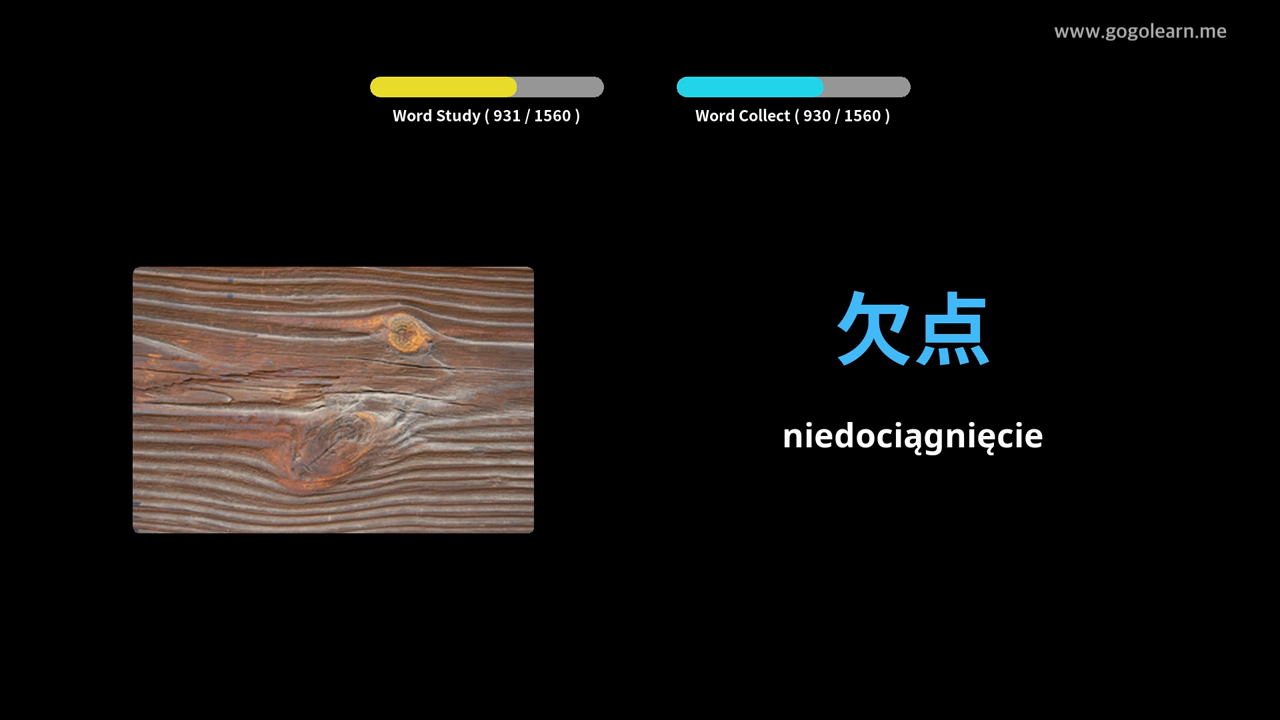 www.gogolearn.me
Word Study ( 931 / 1560 )
Word Collect ( 930 / 1560 )
欠点
niedociągnięcie